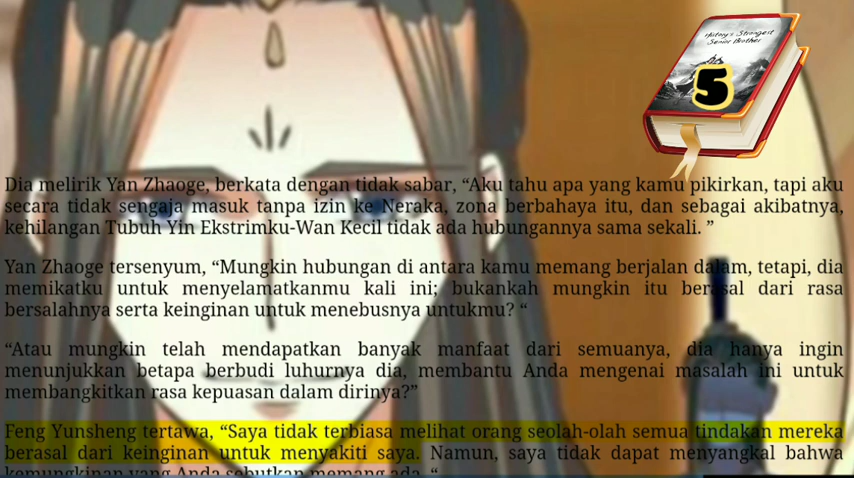 History's Strongest
Senior Brother
5
Dia melirik Yan Zhaoge, berkata dengan tidak sabar, “Aku tahu apa yang kamu pikirkan, tapi aku
secara tidak sengaja masuk tanpa izin ke Neraka, zona berbahaya itu, dan sebagai akibatnya,
kehilangan Tubuh Yin Ekstrimku-Wan Kecil tidak ada hubungannya sama sekali. ”
Yan Zhaoge tersenyum, “Mungkin hubungan di antara kamu memang berjalan dalam, tetapi, dia
memikatku untuk menyelamatkanmu kali ini; bukankah mungkin itu berasal dari rasa
bersalahnya serta keinginan untuk menebusnya untukmu? “
“Atau mungkin telah mendapatkan banyak manfaat dari semuanya, dia hanya ingin
menunjukkan betapa berbudi luhurnya dia, membantu Anda mengenai masalah ini untuk
membangkitkan rasa kepuasan dalam dirinya?”
Feng Yunsheng tertawa, “Saya tidak terbiasa melihat orang seolah-olah semua tindakan mereka
berasal dari keinginan untuk menyakiti saya. Namun, saya tidak dapat menyangkal bahwa
kemungkinan yang Anda sebutkan memang ada. “